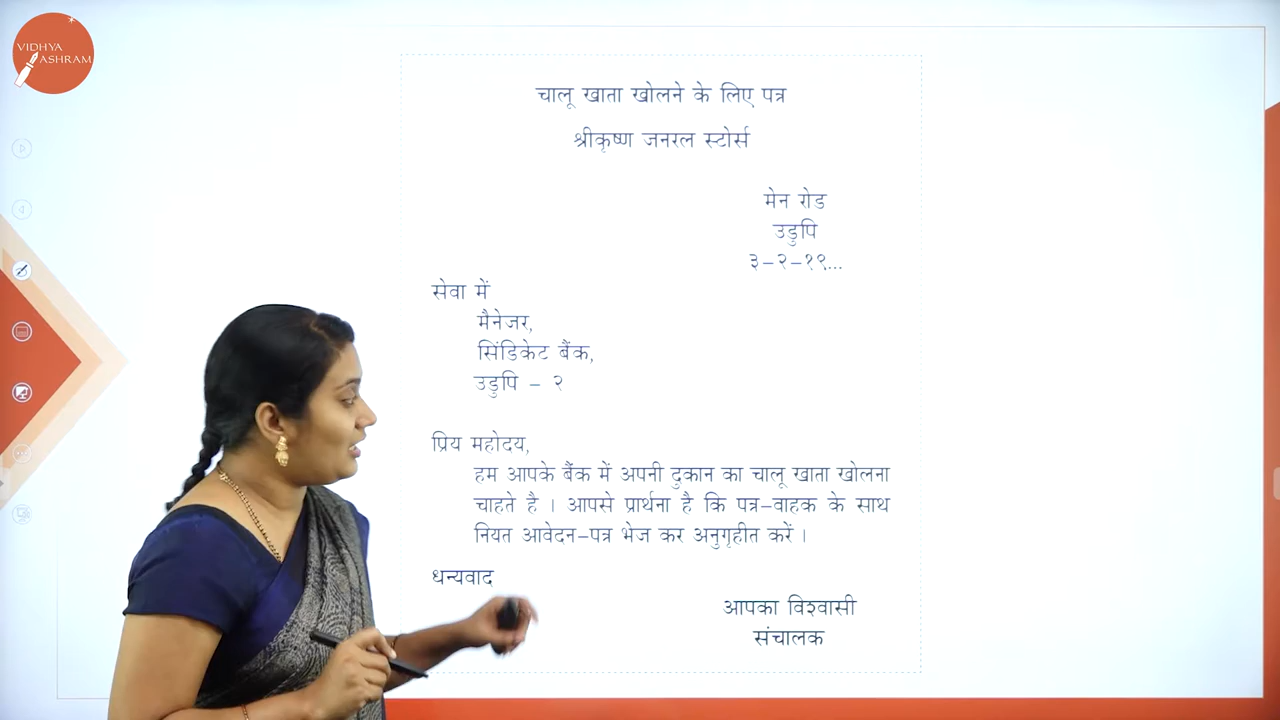 VIDHYA
ASHRAM
चालू खाता खोलने के लिए पत्र
श्रीकृष्ण जनरल स्टोर्स
मेन रोड
उडुपि
३-२-१९...
सेवा में
मैनेजर,
सिंडिकेट बैंक,
उडुपि - २
प्रिय महोदय,
हम आपके बैंक में अपनी दुकान का चालू खाता खोलना
चाहते है । आपसे प्रार्थना है कि पत्र-वाहक के साथ
नियत आवेदन-पत्र भेज कर अनुगृहीत करें ।
धन्यवाद
आपका विश्वासी
संचालक